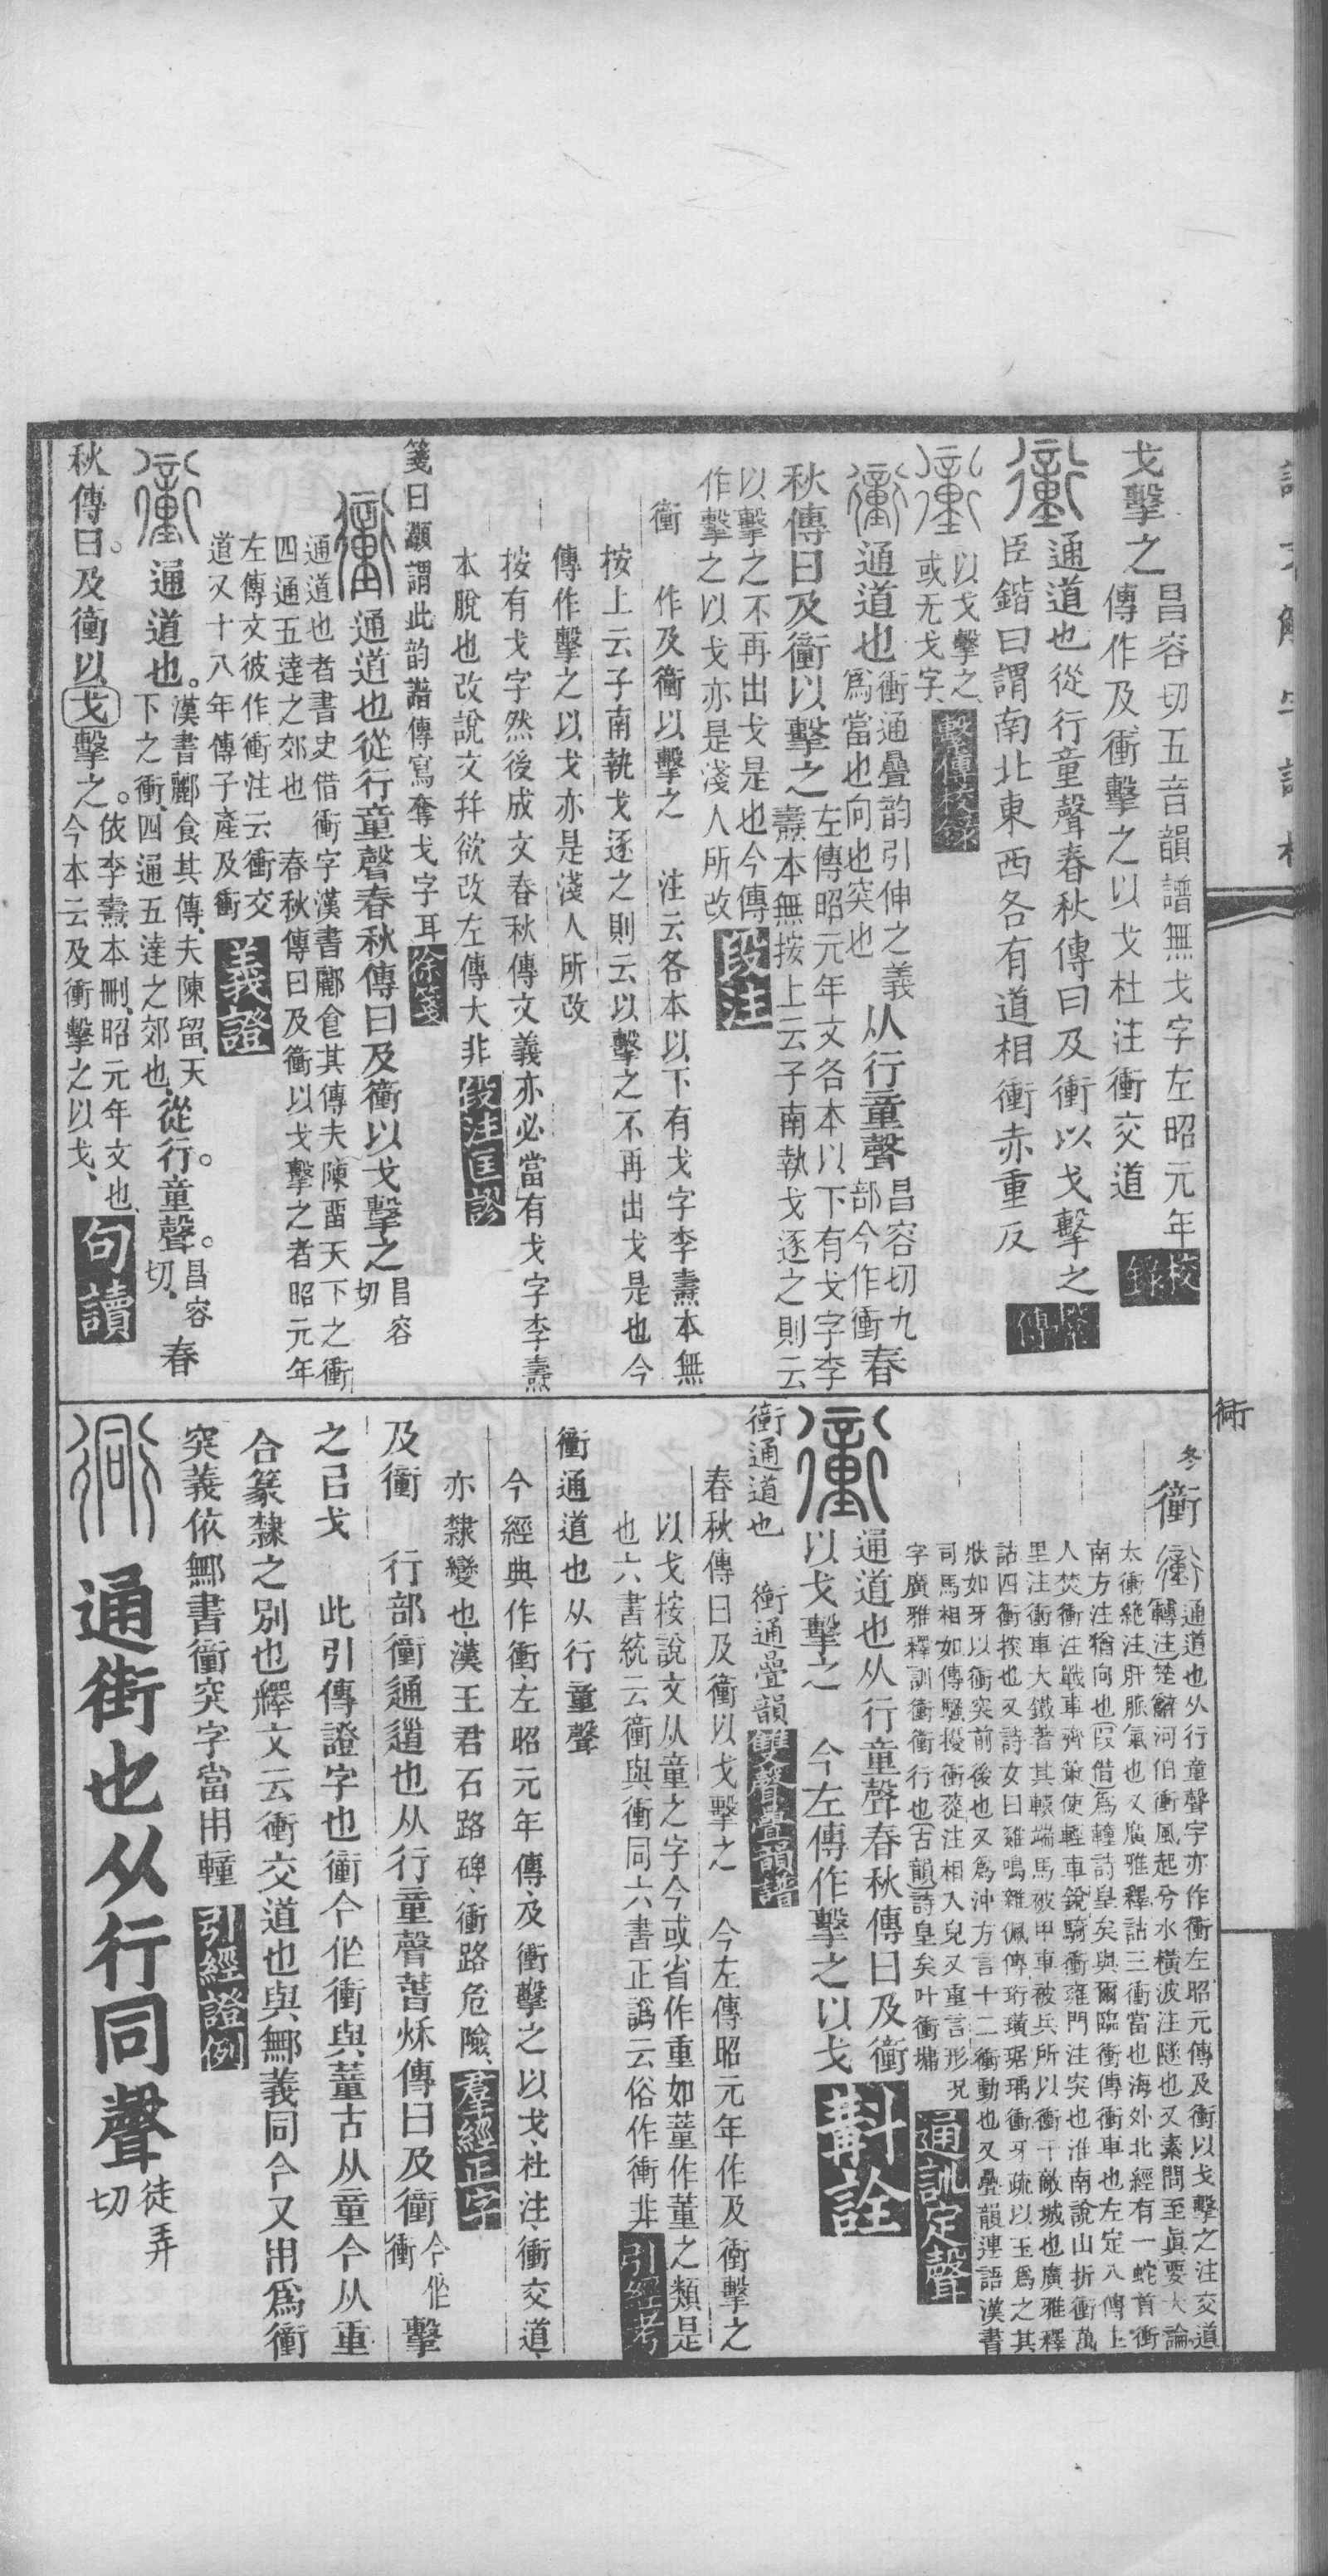 戈擊之
昌容切五音韻譜無戈字左昭元年
傳作及衝擊之以戈杜注衝交道
校錄
通道也從行童聲春秋傳曰及衝以戈擊之
臣鍇曰謂南北東西各有道相衝赤重反
繫傳
以戈擊之
或无戈字
繫傳校錄
通道也
衝通疊韵引伸之義
爲當也向也突也
从行童聲
昌容切九
部今作衝
春
秋傳曰及衝以擊之
左傳昭元年文各本以下有戈字李
燾本無按上云子南執戈逐之則云
以擊之不再出戈是也今傳
作擊之以戈亦是淺人所改
段注
衝 作及衝以擊之 注云各本以下有戈字李燾本無
按上云子南執戈逐之則云以擊之不再出戈是也今
傳作擊之以戈亦是淺人所改
按有戈字然後成文春秋傳文義亦必當有戈字李燾
本脫也改說文并欲改左傳大非
段注匡謬
箋曰灝謂此韵譜傳寫奪戈字耳
徐箋
通道也從行童聲春秋傳曰及衝以戈擊之
昌容
切
通道也者書史借衝字漢書酈食其傳夫陳畱天下之衝
四通五達之郊也 春秋傳曰及衝以戈擊之者昭元年
左傳文彼作衝注云衝交
道又十八年傳子產及衝
義證
通道也。
漢書酈食其傳、夫陳留、天
下之衝、四通五達之郊也、
從行。童聲。
昌容
切、
春
秋傳曰。及衝以戈擊之。
依李燾本刪、昭元年文也、
今本云及衝擊之以戈、
句讀
衝
冬
衝
通道也从行童聲字亦作衝左昭元傳及衝以戈擊之注交道
也轉注楚辭河伯衝風起兮水橫波注隧也又素問至眞要大論
太衝絶注肝脈氣也又廣雅釋詁三衝當也海外北經有一蛇首衝
南方注猶向也叚借爲轞詩皇矣與爾臨衝傳衝車也左定八傳上
人焚衝注戰車齊策使輕車銳騎衝雍門注突也淮南說山折衝萬
里注衝車大鐵著其轅端馬被甲車被兵所以衝于敵城也廣雅釋
詁四衝揬也又詩女曰雞鳴雜佩傳珩璜琚瑀衝牙疏以玉爲之其
狀如牙以衝突前後也又爲沖方言十二衝動也又疊韻連語漢書
司馬相如傳騷擾衝蓯注相入皃又重言形况
字廣雅釋訓衝衝行也古韻詩皇矣叶衝墉
通訓定聲
通道也从行童聲春秋傳曰及衝
以戈擊之 今左傳作擊之以戈
斠詮
衝通道也 衝通疊韻
雙聲疊韻譜
春秋傳曰及衝以戈擊之 今左傳昭元年作及衝擊之
以戈按說文从童之字今或省作重如蕫作董之類是
也六書統云衝與衝同六書正譌云俗作衝非
引經考
衝通道也从行童聲
今經典作衝、左昭元年傳、及衝擊之以戈、杜注、衝交道、
亦隸變也、漢王君石路碑、衝路危險、
羣經正字
及衝 行部衝通道也从行童聲萅秌傳曰及衝
今作
衝
擊
之㠯戈 此引傳證字也衝今作衝與蕫古从童今从重
合篆隸之別也釋文云衝交道也與鄦義同今又用爲衝
突義依鄦書衝突字當用轞
引經證例
通街也从行同聲
徒弄
切